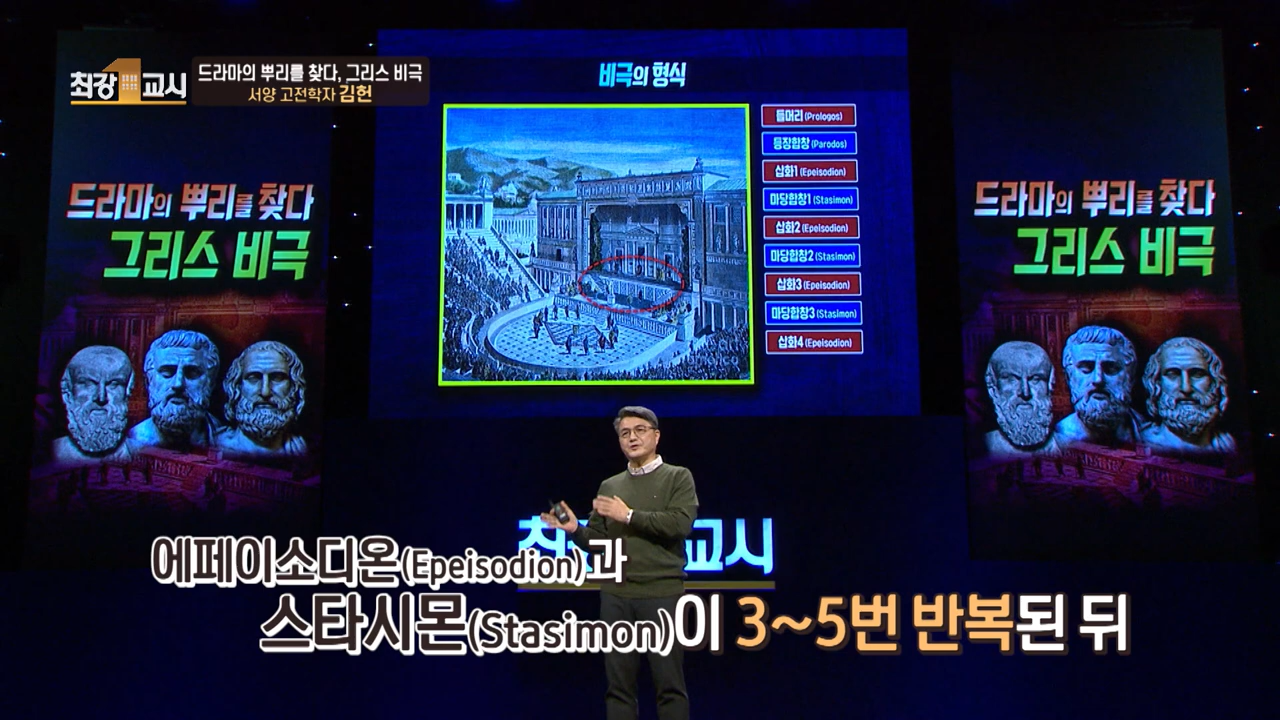 최강1교시
드라마의 뿌리를 찾다, 그리스 비극
서양 고전학자 김헌
비극의 형식
들머리 (Prologos)
등장합창 (Parodos)
삽화1 (Epeisodion)
마당합창1 (Stasimon)
삽화2 (Epeisodion)
마당합창2 (Stasimon)
삽화3 (Epeisodion)
마당합창3 (Stasimon)
삽화4 (Epeisodion)
드라마의 뿌리를 찾다
그리스 비극
드라마의 뿌리를 찾다
그리스 비극
교시
에페이소디온(Epeisodion)과
스타시몬(Stasimon)이 3~5번 반복된 뒤